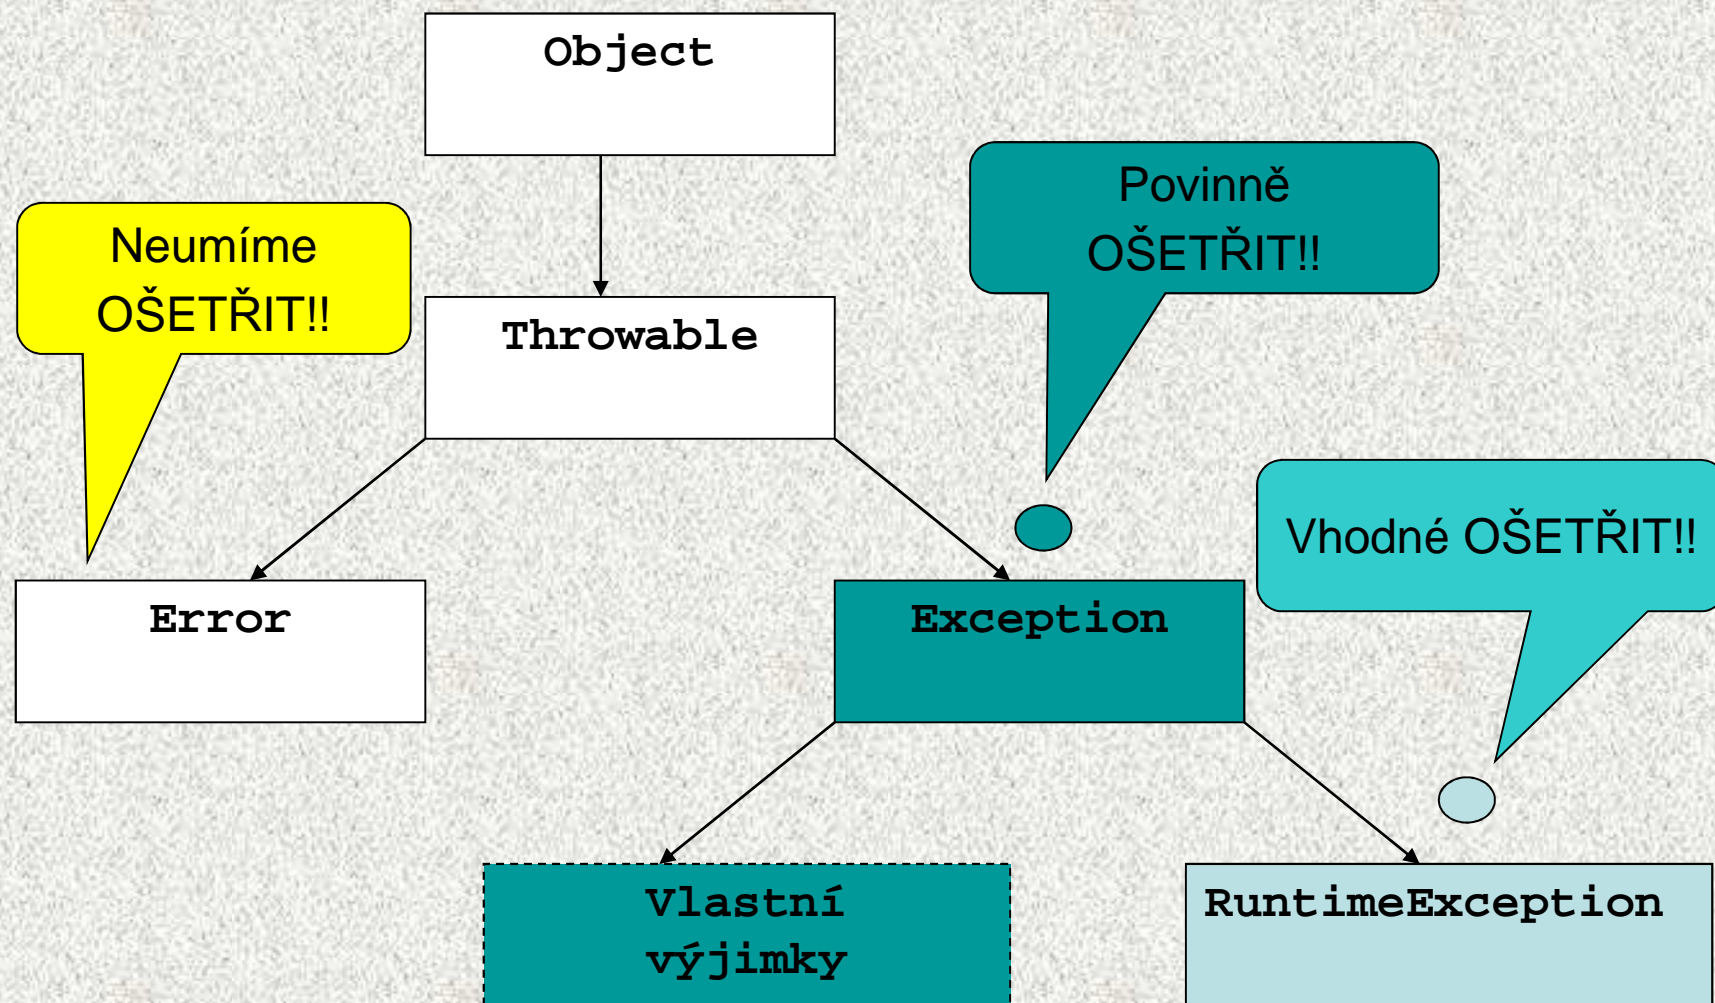 Object
Povinně
OŠETŘIT!!
Neumíme
OŠETŘIT!!
Throwable
Vhodné OŠETŘIT!!
Error
Exception
Vlastní
výjimky
RuntimeException